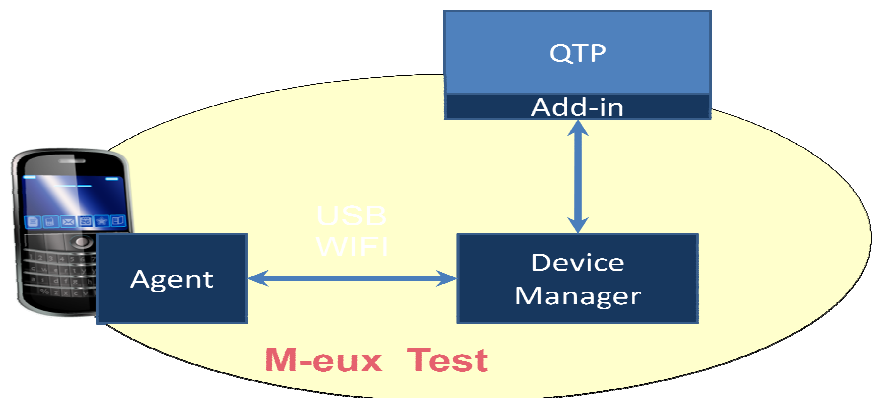 QTP
Add-in
USB
WIFI
Agent
Device
Manager
M-eux Test